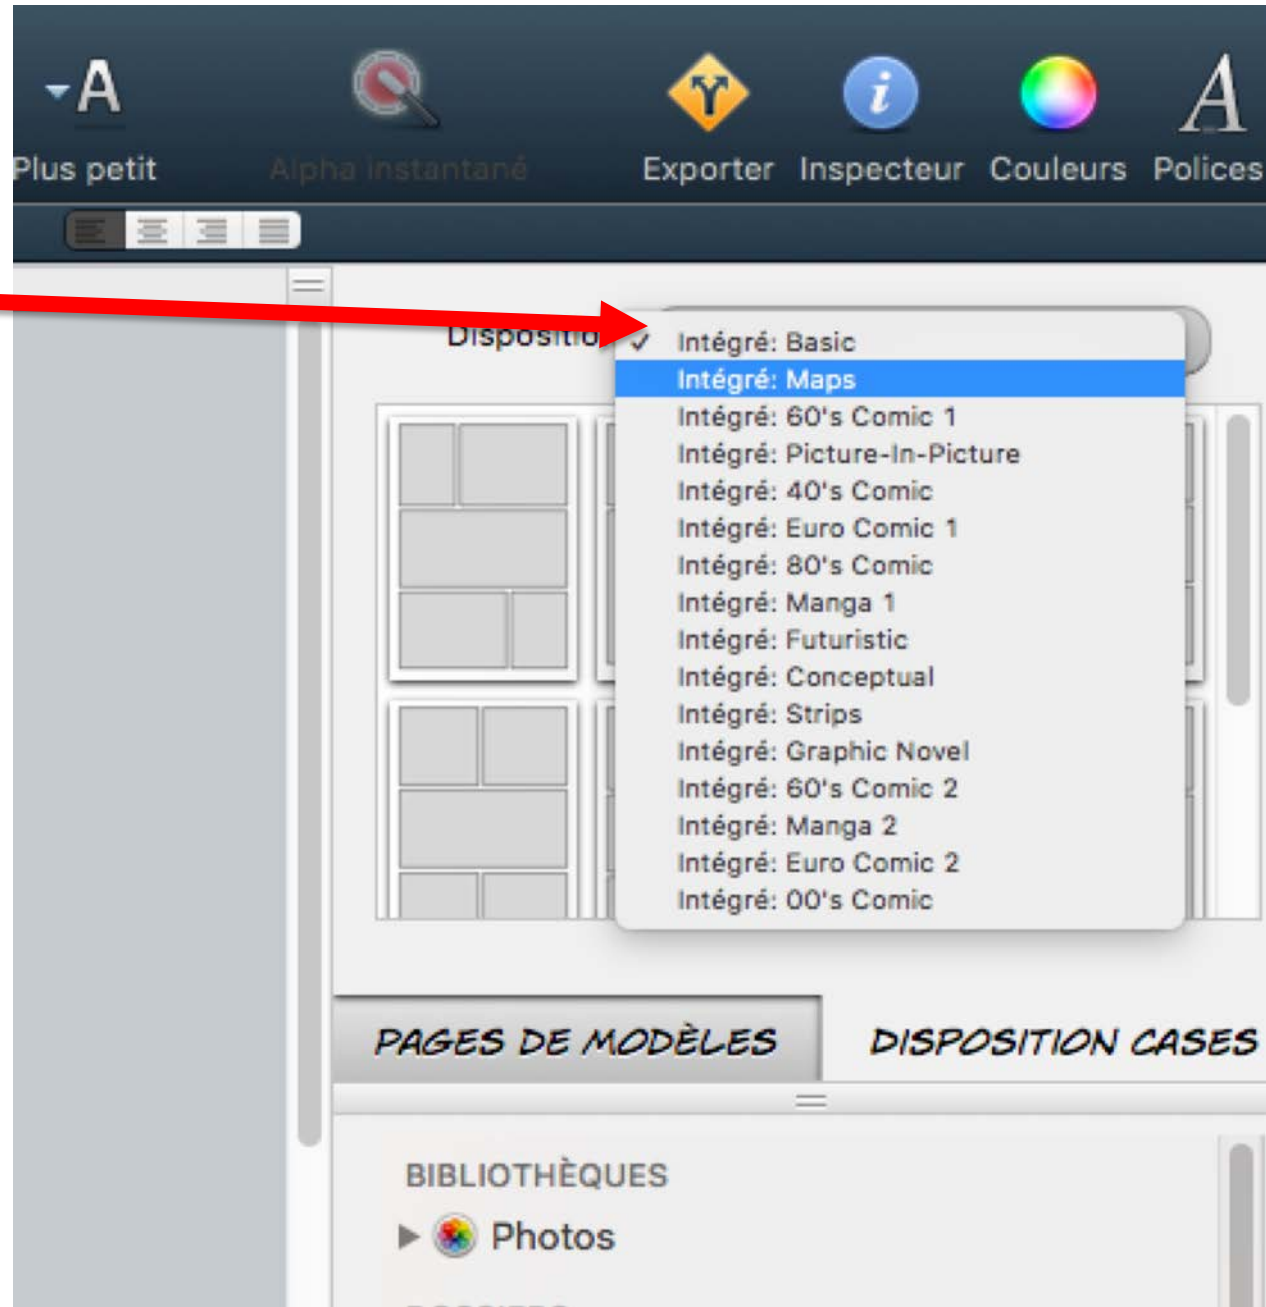 Plus petit
Alpha instantané
Exporter
Inspecteur
Couleurs
Polices
Intégré: Basic
Intégré: Maps
Intégré: 60's Comic 1
Intégré: Picture-In-Picture
Intégré: 40's Comic
Intégré: Euro Comic 1
Intégré: 80's Comic
Intégré: Manga 1
Intégré: Futuristic
Intégré: Conceptual
Intégré: Strips
Intégré: Graphic Novel
Intégré: 60's Comic 2
Intégré: Manga 2
Intégré: Euro Comic 2
Intégré: 00's Comic
PAGES DE MODÈLES
DISPOSITION CASES
BIBLIOTHÈQUES
Photos